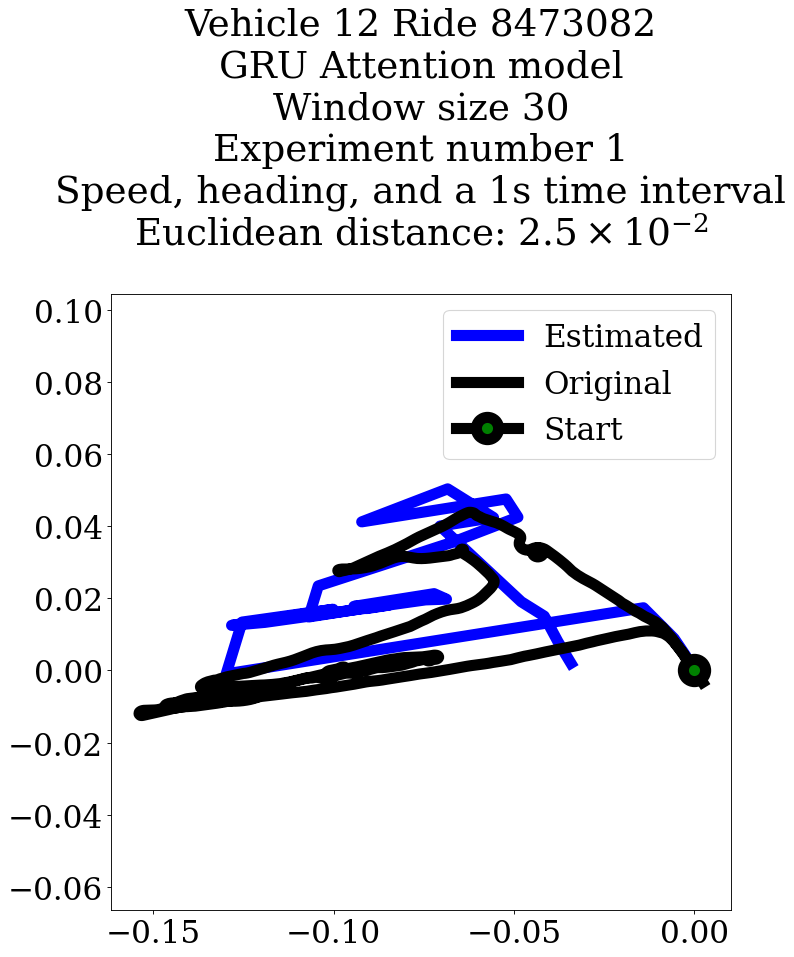 Vehicle 12 Ride 8473082
GRU Attention model
Window size 30
Experiment number 1
Speed, heading, and a 1s time interval
Euclidean distance: 2.5 × 10⁻²
Estimated
Original
Start
0.10
0.08
0.06
0.04
0.02
0.00
−0.02
−0.04
−0.06
−0.15 −0.10 −0.05 0.00